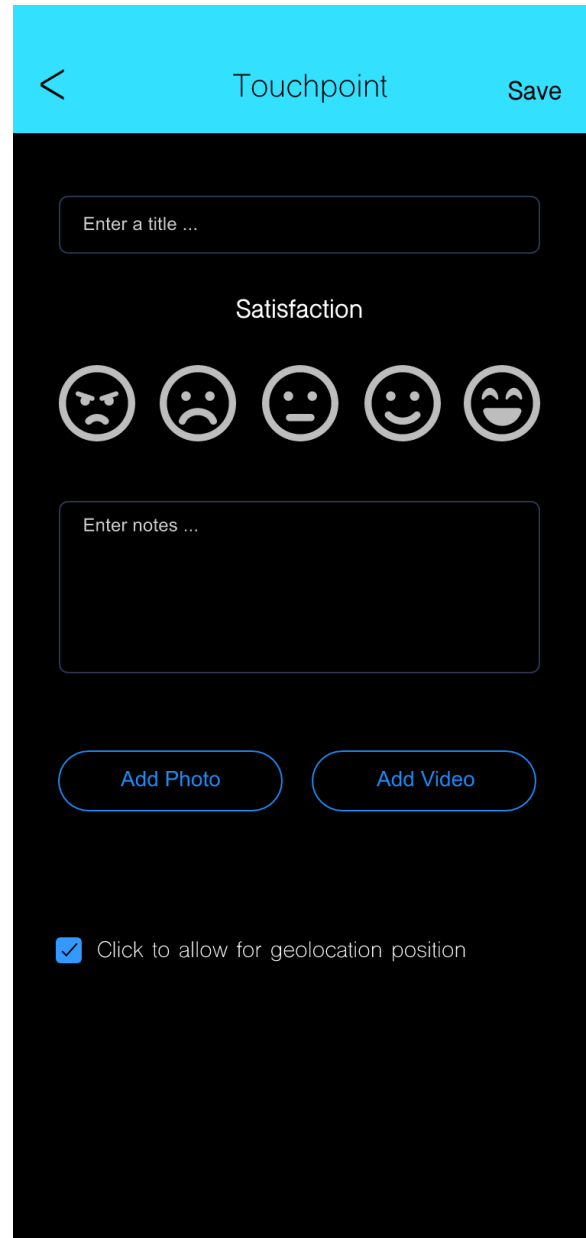 Touchpoint
Save
Enter a title ...
Satisfaction
Enter notes ...
Add Photo
Add Video
Click to allow for geolocation position